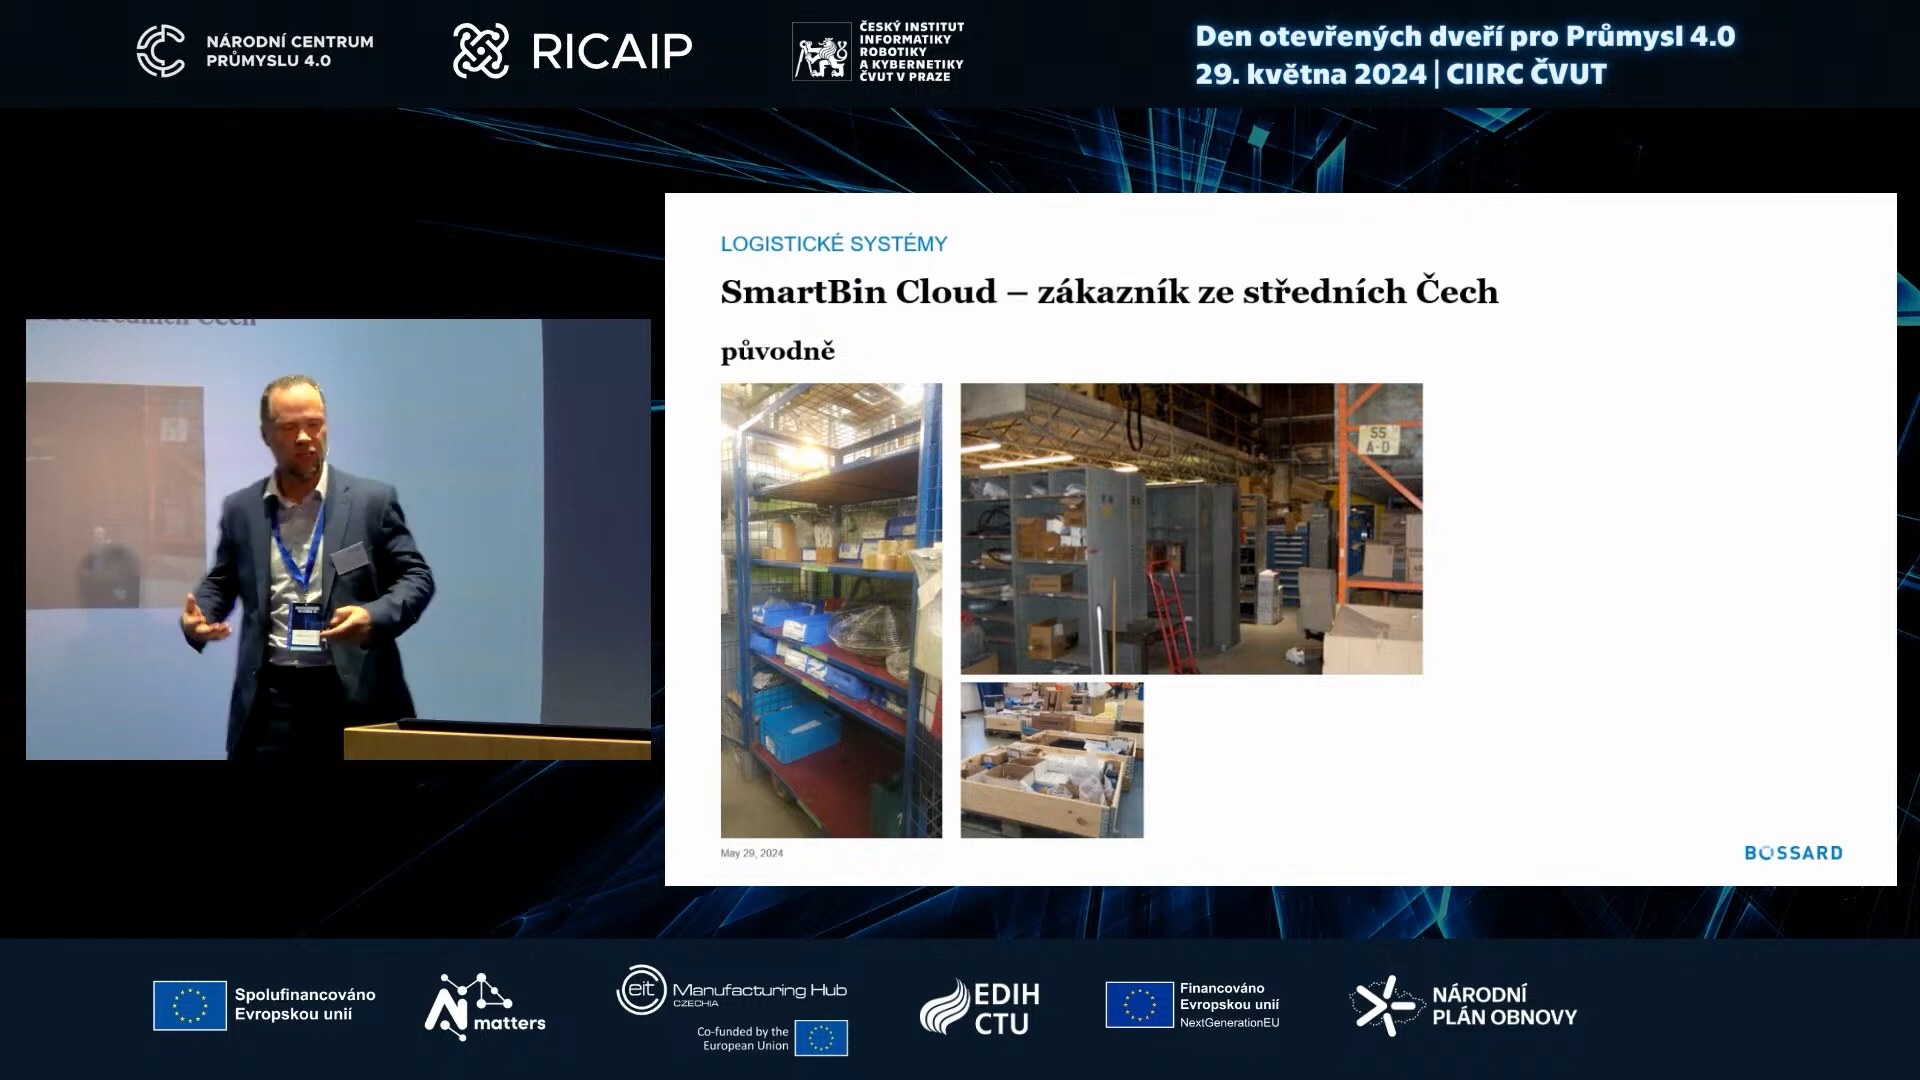 NÁRODNÍ CENTRUM
PRŮMYSLU 4.0
RICAIP
ČESKÝ INSTITUT
INFORMATIKY
ROBOTIKY
A KYBERNETIKY
ČVUT V PRAZE
Den otevřených dveří pro Průmysl 4.0
29. května 2024 | CIIRC ČVUT
LOGISTICKÉ SYSTÉMY
SmartBin Cloud – zákazník ze středních Čech
původně
55
A-D
May 29, 2024
BOSSARD
Spolufinancováno
Evropskou unií
AI matters
eit Manufacturing Hub
CZECHIA
Co-funded by the
European Union
EDIH
CTU
Financováno
Evropskou unií
NextGenerationEU
NÁRODNÍ
PLÁN OBNOVY